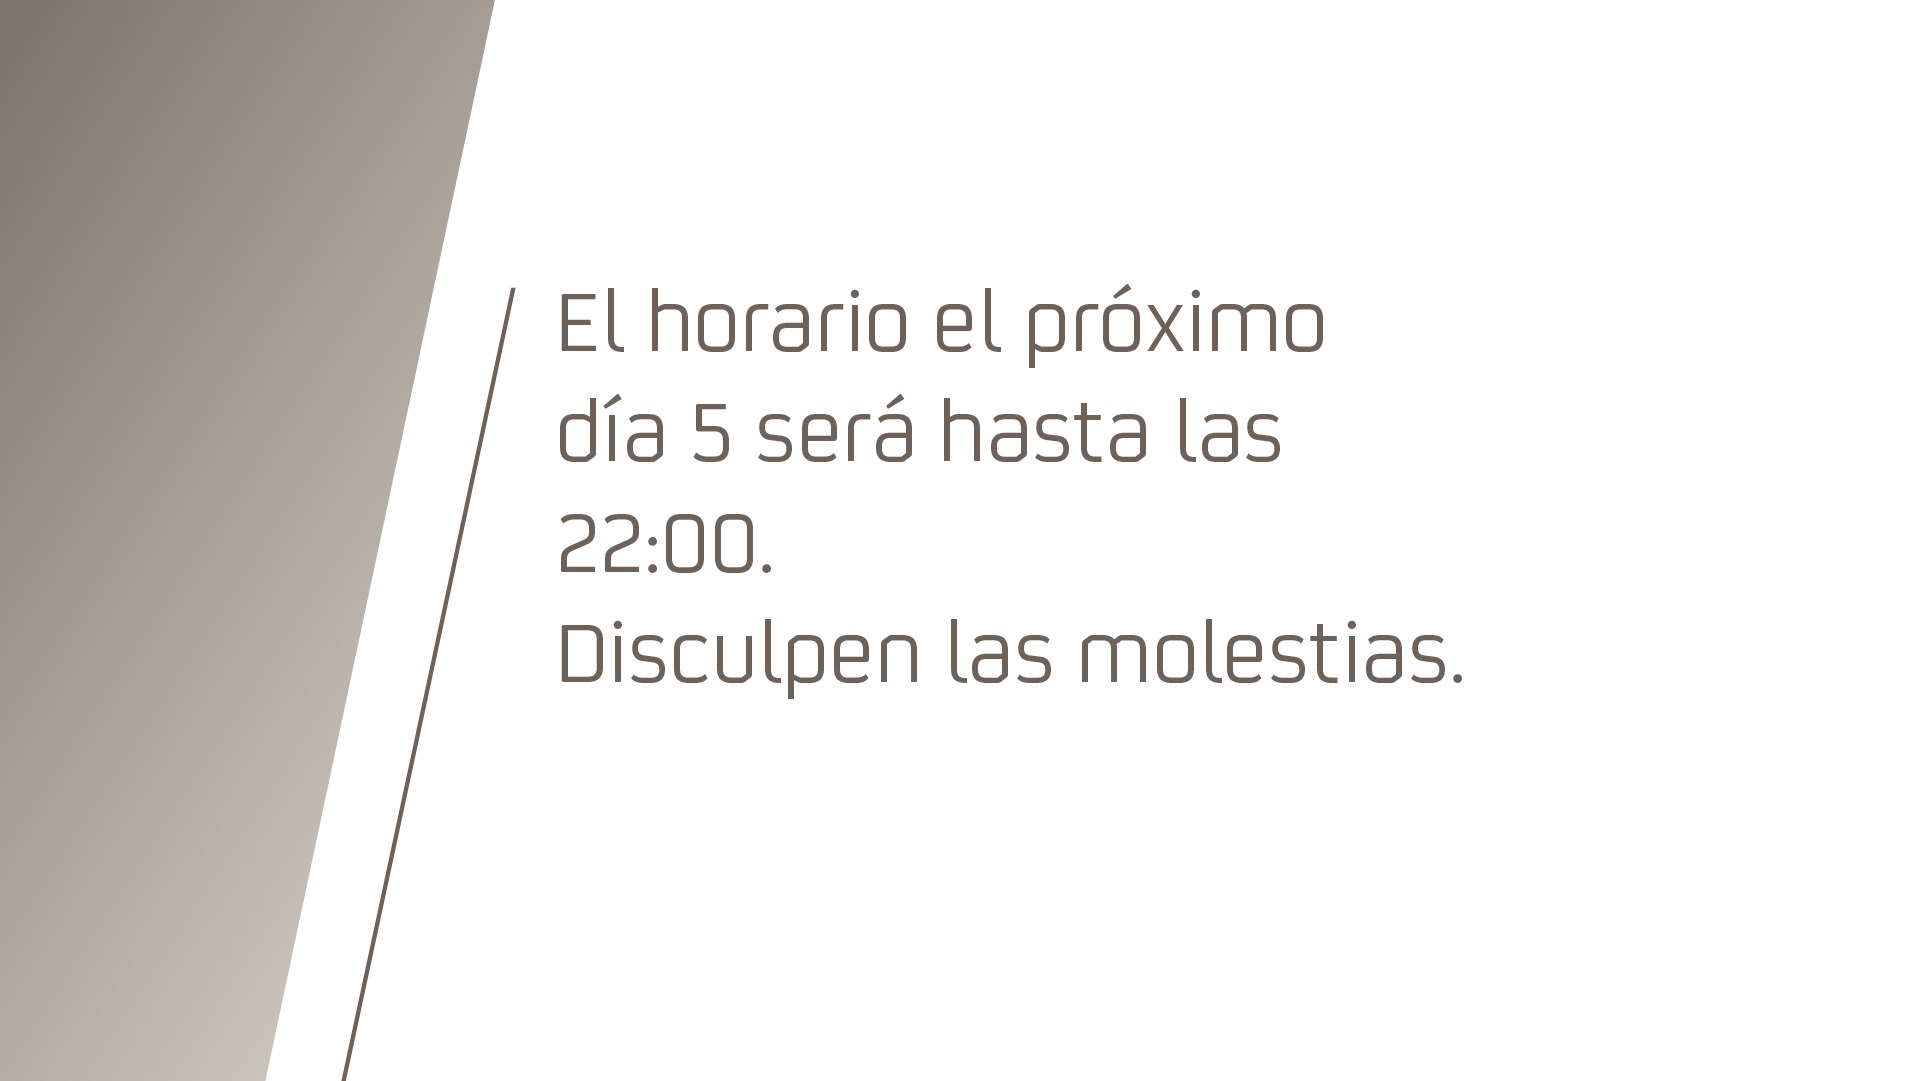 El horario el próximo
día 5 será hasta las
22:00.
Disculpen las molestias.